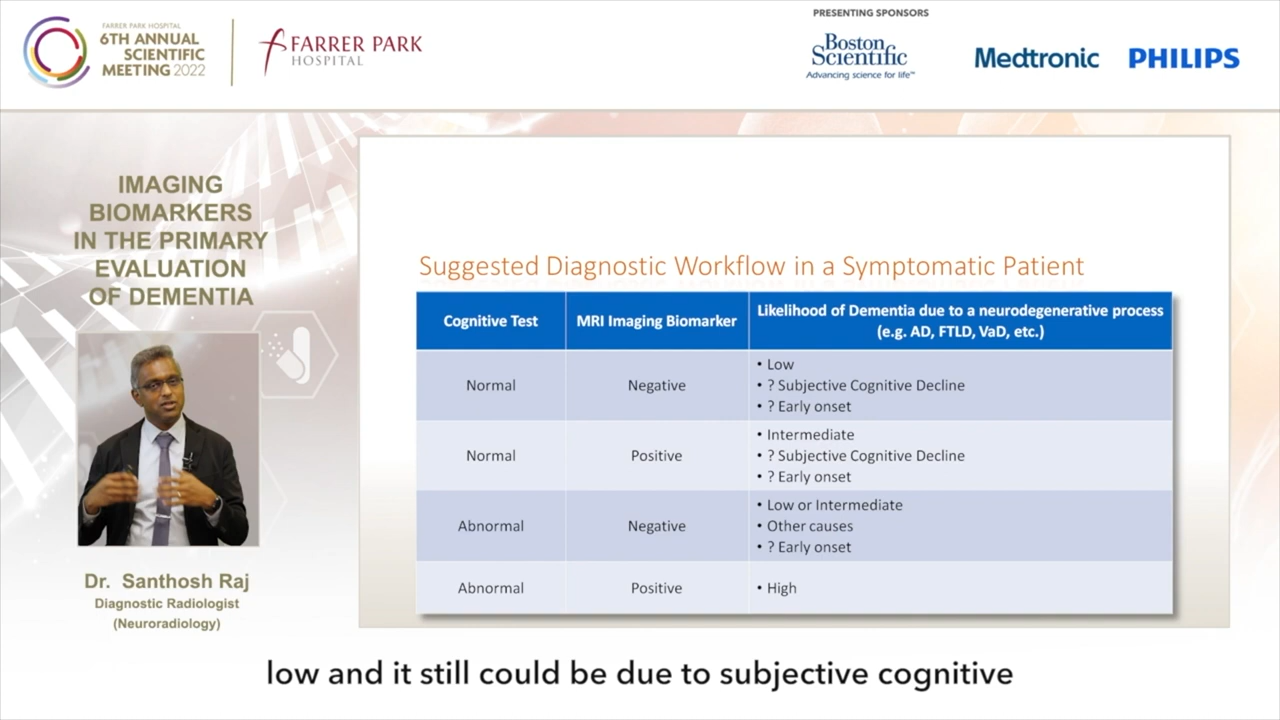 FARRER PARK HOSPITAL
6TH ANNUAL
SCIENTIFIC
MEETING 2022
FARRER PARK
HOSPITAL
PRESENTING SPONSORS
Boston
Scientific
Advancing science for life™
Medtronic
PHILIPS
IMAGING
BIOMARKERS
IN THE PRIMARY
EVALUATION
OF DEMENTIA
Dr. Santhosh Raj
Diagnostic Radiologist
(Neuroradiology)
Suggested Diagnostic Workflow in a Symptomatic Patient
Cognitive Test
MRI Imaging Biomarker
Likelihood of Dementia due to a neurodegenerative process
(e.g. AD, FTLD, VaD, etc.)
Normal
Negative
• Low
• ? Subjective Cognitive Decline
• ? Early onset
Normal
Positive
• Intermediate
• ? Subjective Cognitive Decline
• ? Early onset
Abnormal
Negative
• Low or Intermediate
• Other causes
• ? Early onset
Abnormal
Positive
• High
low and it still could be due to subjective cognitive